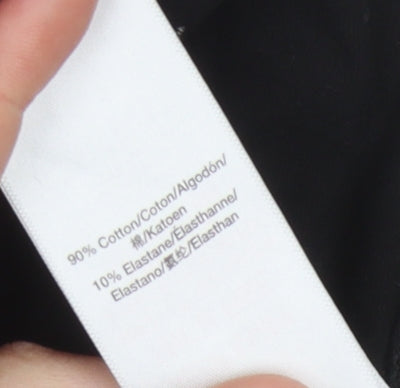 90% Cotton/Coton/Algodón/
棉/Katoen
10% Elastane/Élasthanne/
Elastano/氨纶/Elasthan